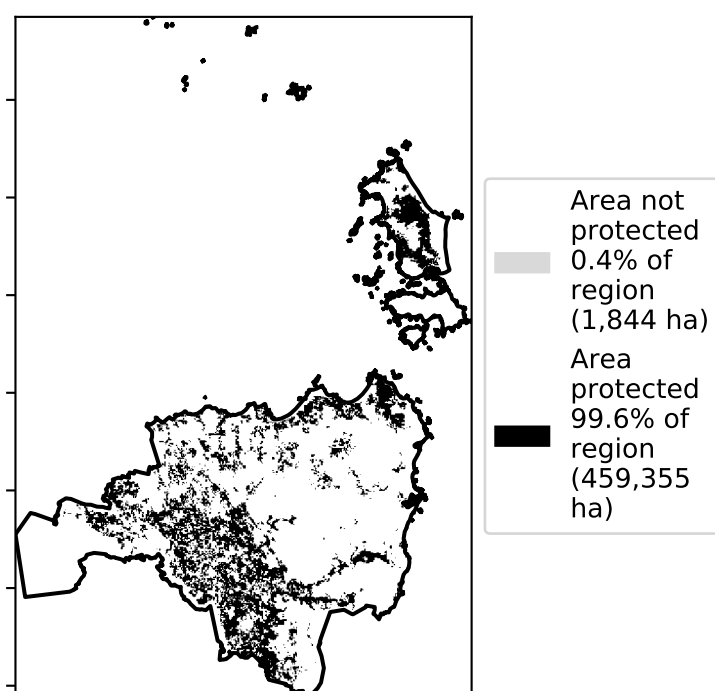 Area not
protected
0.4% of
region
(1,844 ha)
Area
protected
99.6% of
region
(459,355
ha)